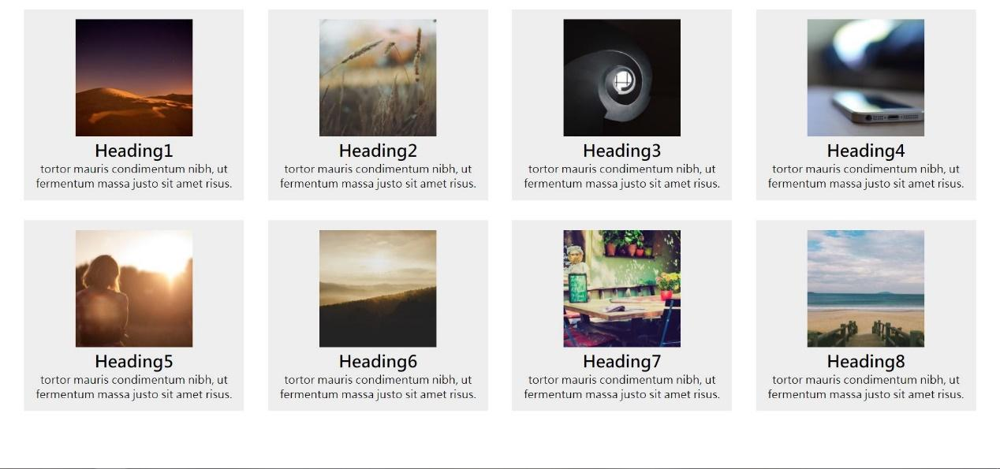 Heading1
tortor mauris condimentum nibh, ut
fermentum massa justo sit amet risus.
Heading2
tortor mauris condimentum nibh, ut
fermentum massa justo sit amet risus.
Heading3
tortor mauris condimentum nibh, ut
fermentum massa justo sit amet risus.
Heading4
tortor mauris condimentum nibh, ut
fermentum massa justo sit amet risus.
Heading5
tortor mauris condimentum nibh, ut
fermentum massa justo sit amet risus.
Heading6
tortor mauris condimentum nibh, ut
fermentum massa justo sit amet risus.
Heading7
tortor mauris condimentum nibh, ut
fermentum massa justo sit amet risus.
Heading8
tortor mauris condimentum nibh, ut
fermentum massa justo sit amet risus.